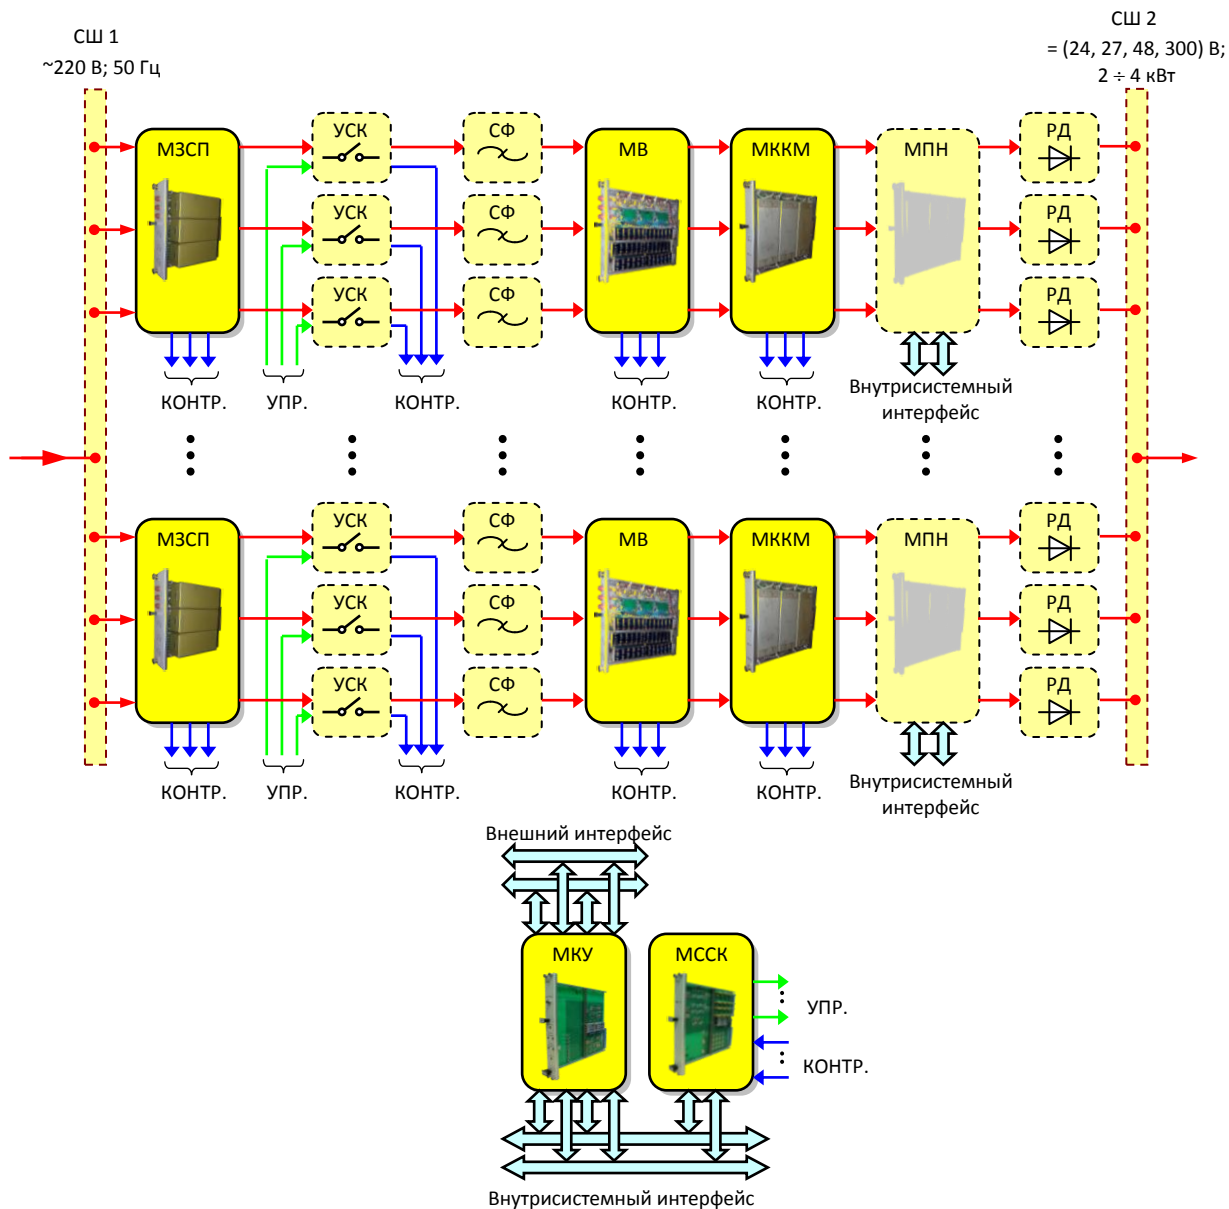 СШ 1
~220 В; 50 Гц
СШ 2
= (24, 27, 48, 300) В;
2 ÷ 4 кВт
МЗСП
УСК
СФ
МВ
МККМ
МПН
РД
УСК
СФ
РД
УСК
СФ
РД
КОНТР.
УПР.
КОНТР.
КОНТР.
КОНТР.
Внутрисистемный
интерфейс
МЗСП
УСК
СФ
МВ
МККМ
МПН
РД
УСК
СФ
РД
УСК
СФ
РД
КОНТР.
УПР.
КОНТР.
КОНТР.
КОНТР.
Внутрисистемный
интерфейс
Внешний интерфейс
МКУ
МССК
УПР.
КОНТР.
Внутрисистемный интерфейс